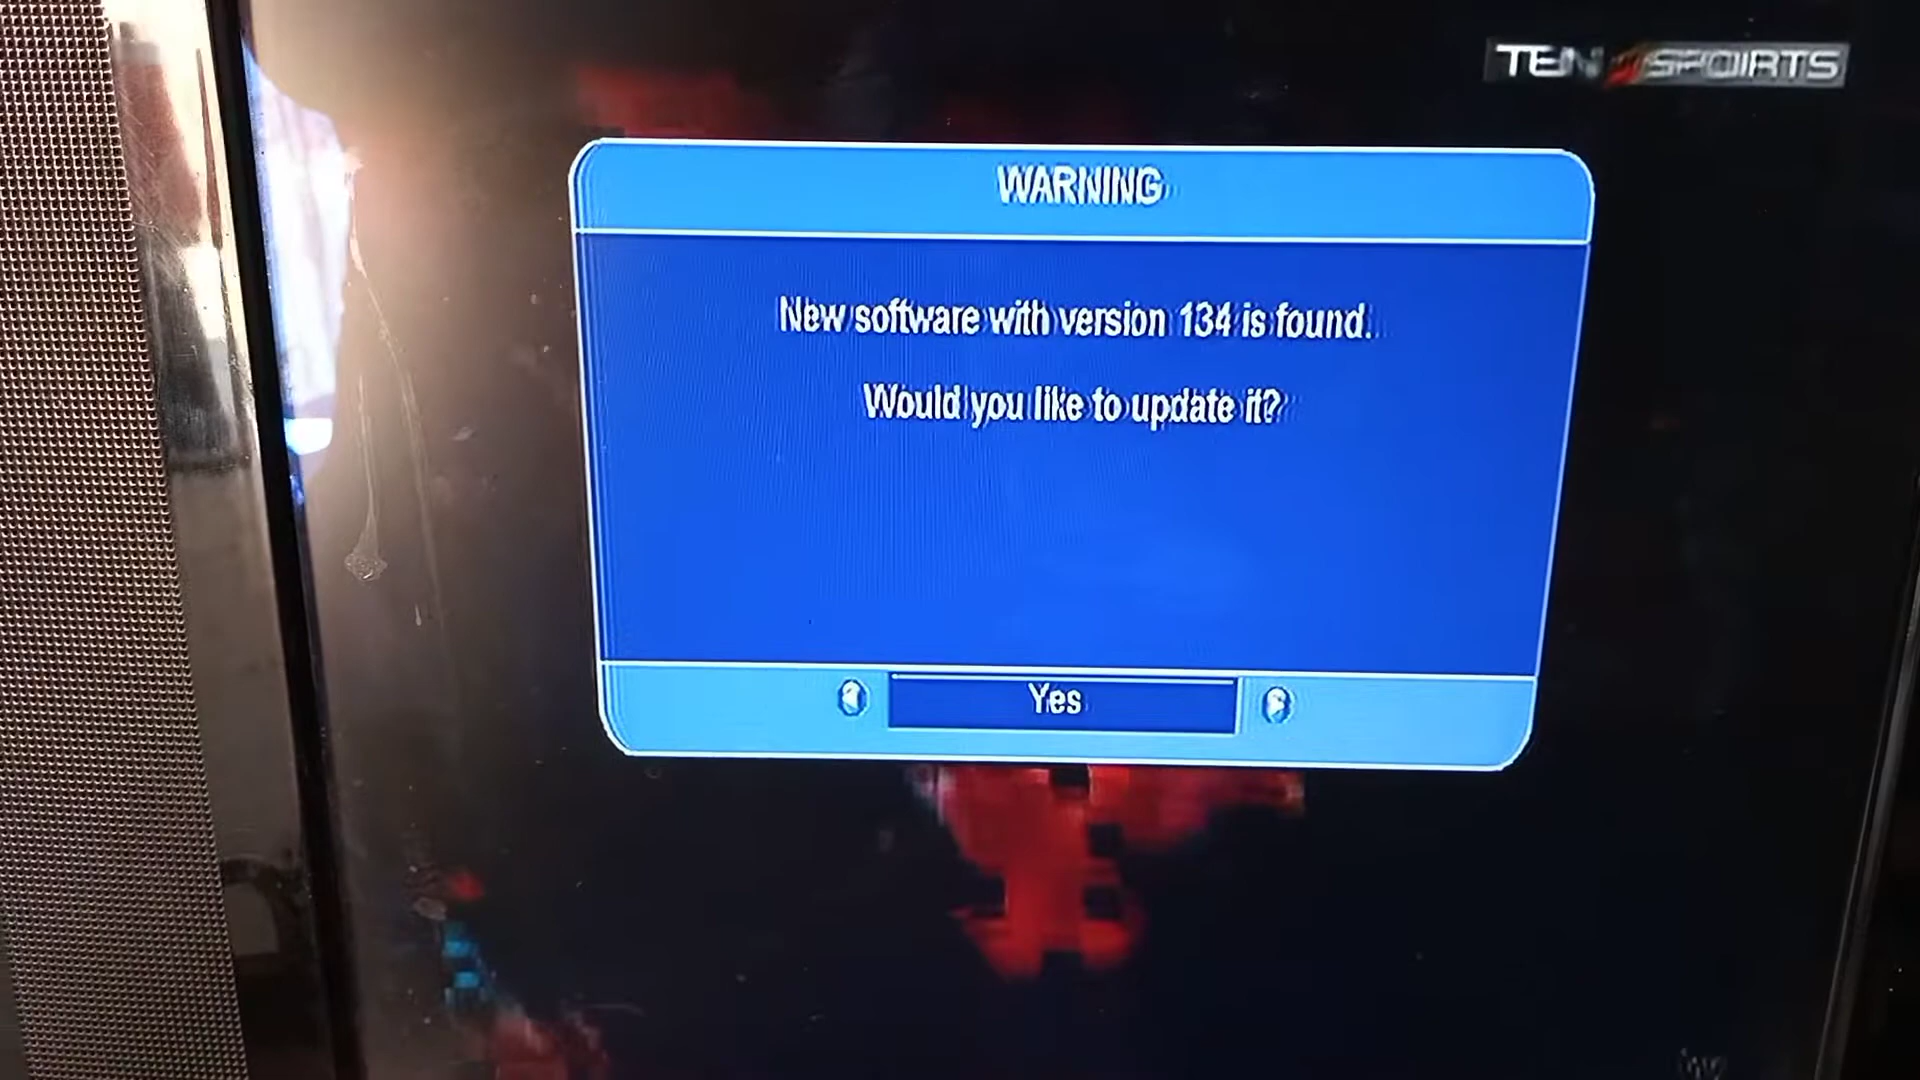 TEN SPORTS
WARNING
New software with version 134 is found.
Would you like to update it?
Yes